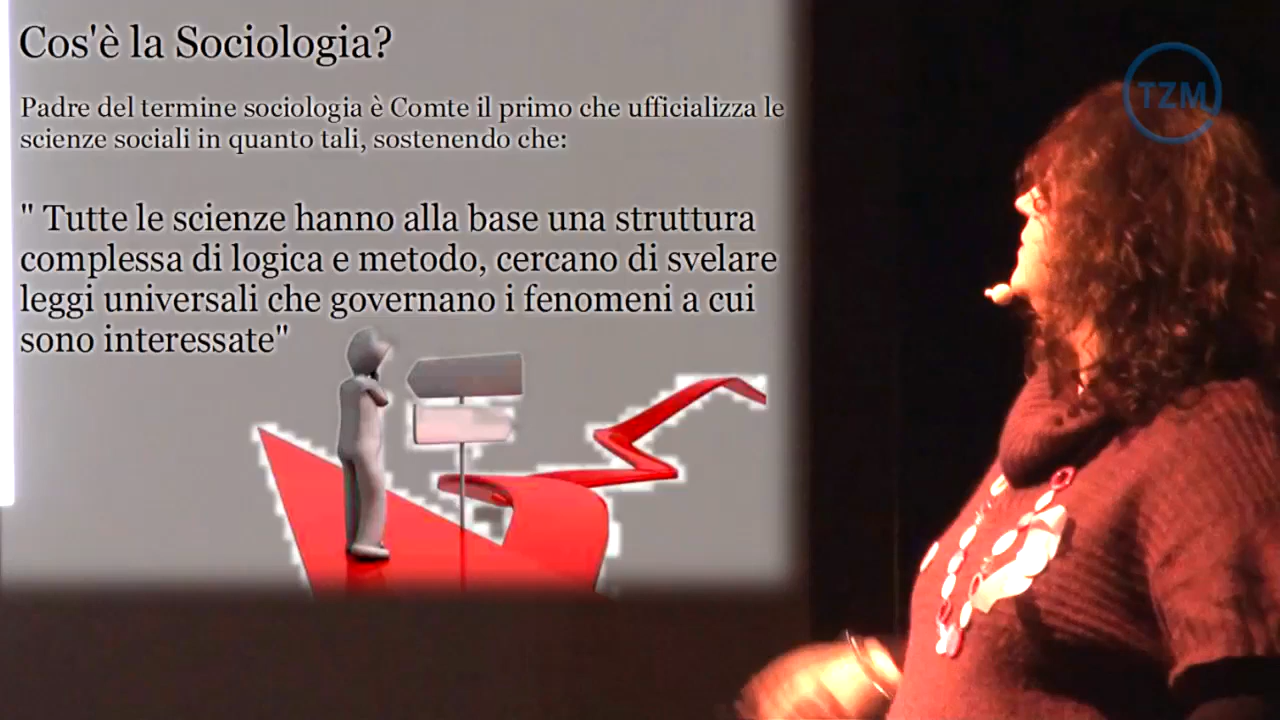 Cos'è la Sociologia?
Padre del termine sociologia è Comte il primo che ufficializza le
scienze sociali in quanto tali, sostenendo che:
" Tutte le scienze hanno alla base una struttura
complessa di logica e metodo, cercano di svelare
leggi universali che governano i fenomeni a cui
sono interessate"
TZM